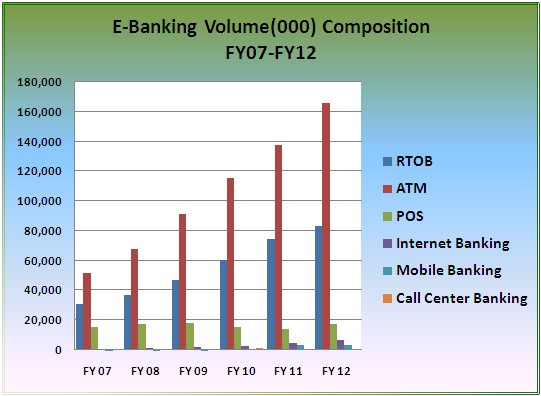 E-Banking Volume(000) Composition
FY07-FY12
180,000
160,000
140,000
120,000
100,000
80,000
60,000
40,000
20,000
0
FY 07 FY 08 FY 09 FY 10 FY 11 FY 12
RTOB
ATM
POS
Internet Banking
Mobile Banking
Call Center Banking